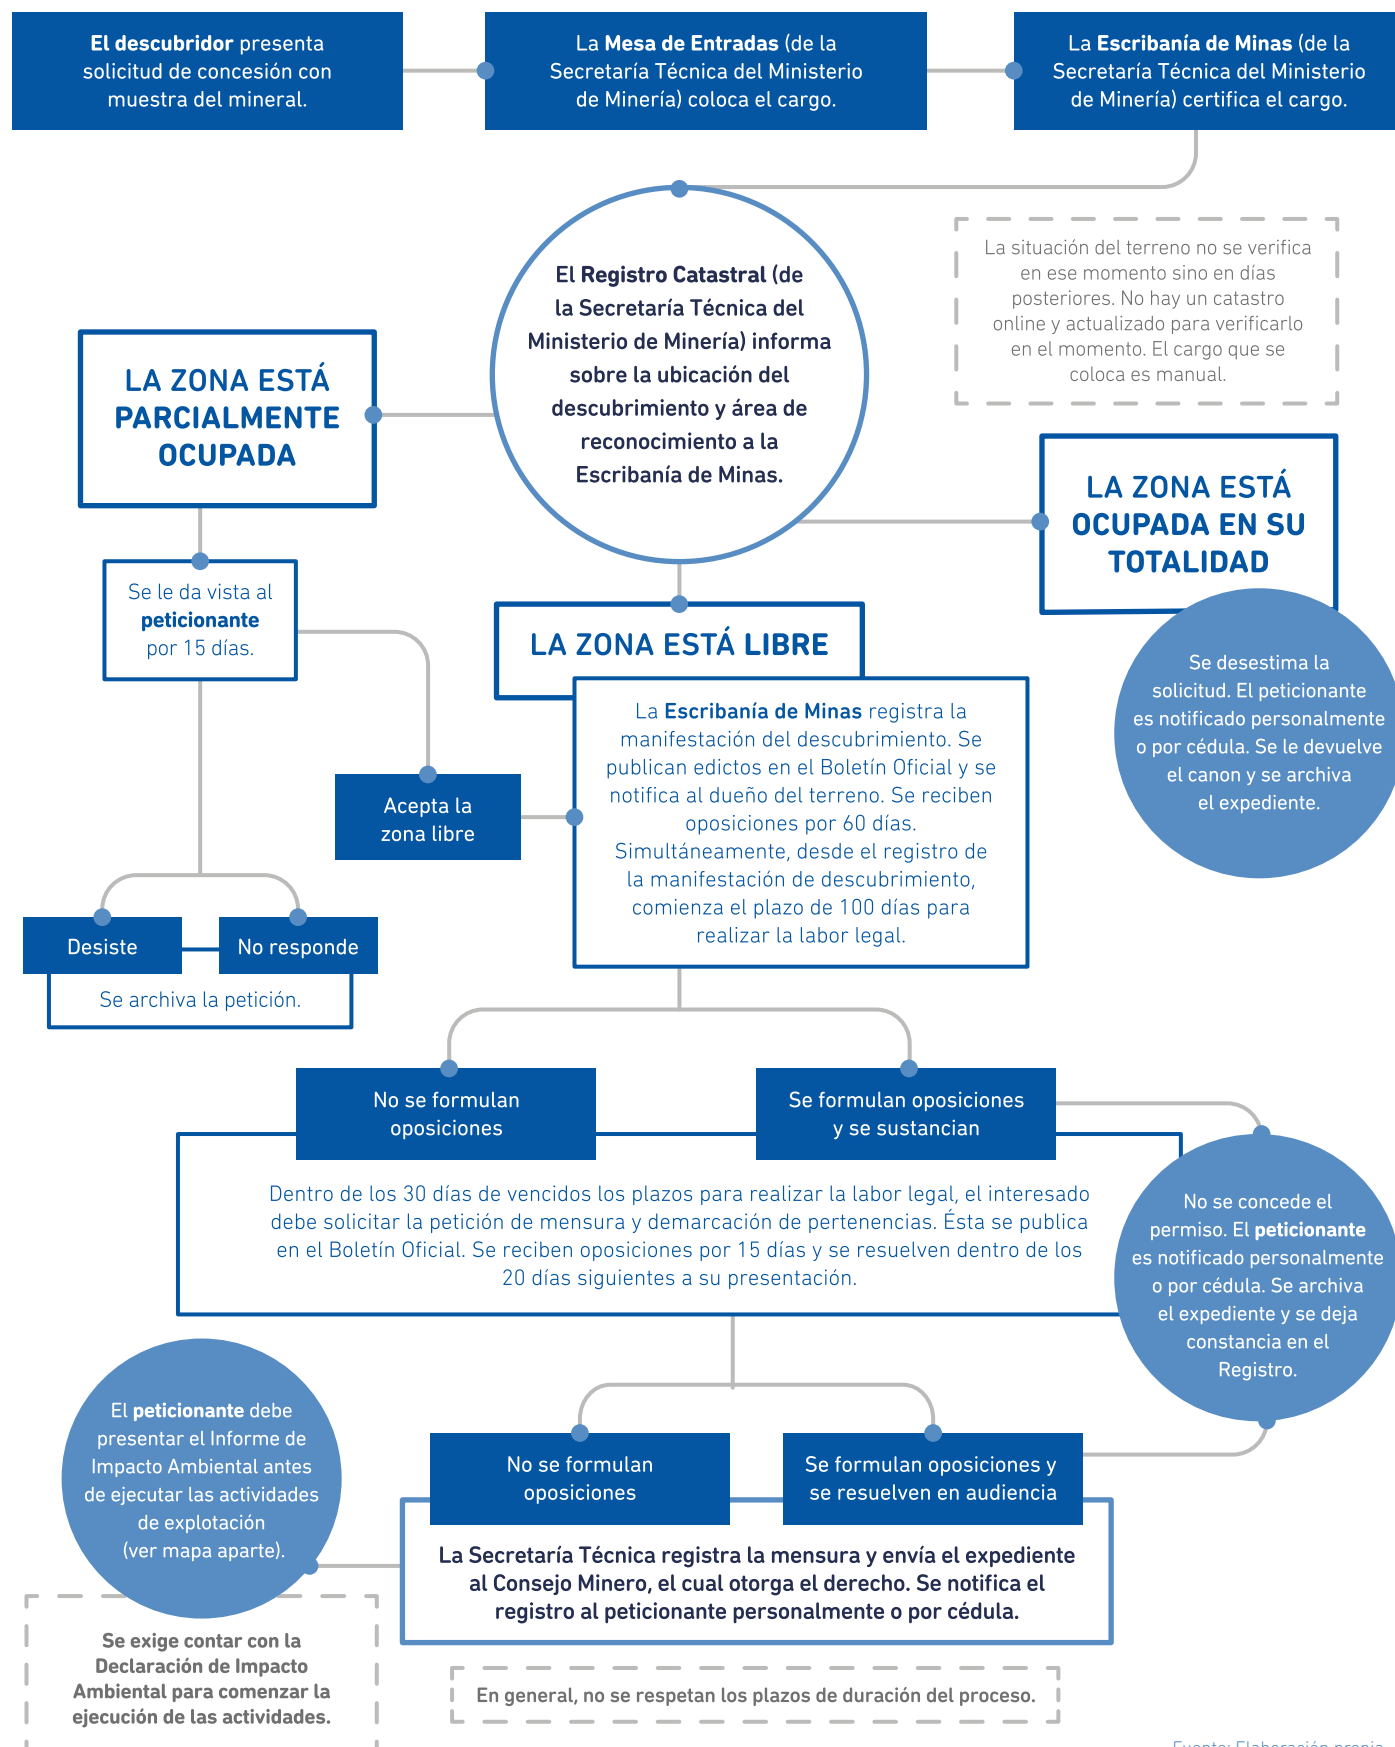 El descubridor presenta
solicitud de concesión con
muestra del mineral.
La Mesa de Entradas (de la
Secretaría Técnica del Ministerio
de Minería) coloca el cargo.
La Escribanía de Minas (de la
Secretaría Técnica del Ministerio
de Minería) certifica el cargo.
El Registro Catastral (de
la Secretaría Técnica del
Ministerio de Minería) informa
sobre la ubicación del
descubrimiento y área de
reconocimiento a la
Escribanía de Minas.
La situación del terreno no se verifica
en ese momento sino en días
posteriores. No hay un catastro
online y actualizado para verificarlo
en el momento. El cargo que se
coloca es manual.
LA ZONA ESTÁ
PARCIALMENTE
OCUPADA
LA ZONA ESTÁ
OCUPADA EN SU
TOTALIDAD
Se le da vista al
peticionante
por 15 días.
LA ZONA ESTÁ LIBRE
Se desestima la
solicitud. El peticionante
es notificado personalmente
o por cédula. Se le devuelve
el canon y se archiva
el expediente.
La Escribanía de Minas registra la
manifestación del descubrimiento. Se
publican edictos en el Boletín Oficial y se
notifica al dueño del terreno. Se reciben
oposiciones por 60 días.
Simultáneamente, desde el registro de
la manifestación de descubrimiento,
comienza el plazo de 100 días para
realizar la labor legal.
Acepta la
zona libre
Desiste
No responde
Se archiva la petición.
No se formulan
oposiciones
Se formulan oposiciones
y se sustancian
Dentro de los 30 días de vencidos los plazos para realizar la labor legal, el interesado
debe solicitar la petición de mensura y demarcación de pertenencias. Ésta se publica
en el Boletín Oficial. Se reciben oposiciones por 15 días y se resuelven dentro de los
20 días siguientes a su presentación.
No se concede el
permiso. El peticionante
es notificado personalmente
o por cédula. Se archiva
el expediente y se deja
constancia en el
Registro.
El peticionante debe
presentar el Informe de
Impacto Ambiental antes
de ejecutar las actividades
de explotación
(ver mapa aparte).
No se formulan
oposiciones
Se formulan oposiciones y
se resuelven en audiencia
La Secretaría Técnica registra la mensura y envía el expediente
al Consejo Minero, el cual otorga el derecho. Se notifica el
registro al peticionante personalmente o por cédula.
Se exige contar con la
Declaración de Impacto
Ambiental para comenzar la
ejecución de las actividades.
En general, no se respetan los plazos de duración del proceso.
Fuente: Elaboración propia